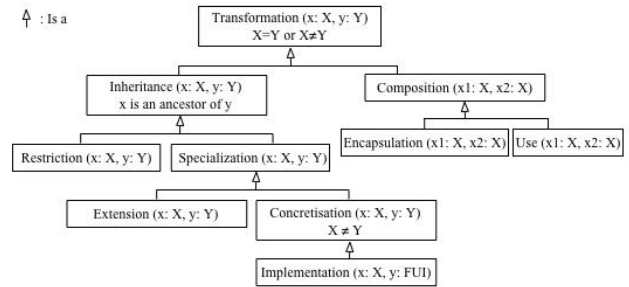 : Is a
Transformation (x: X, y: Y)
X=Y or X≠Y
Inheritance (x: X, y: Y)
x is an ancestor of y
Composition (x1: X, x2: X)
Restriction (x: X, y: Y)
Specialization (x: X, y: Y)
Encapsulation (x1: X, x2: X)
Use (x1: X, x2: X)
Extension (x: X, y: Y)
Concretisation (x: X, y: Y)
X ≠ Y
Implementation (x: X, y: FUI)